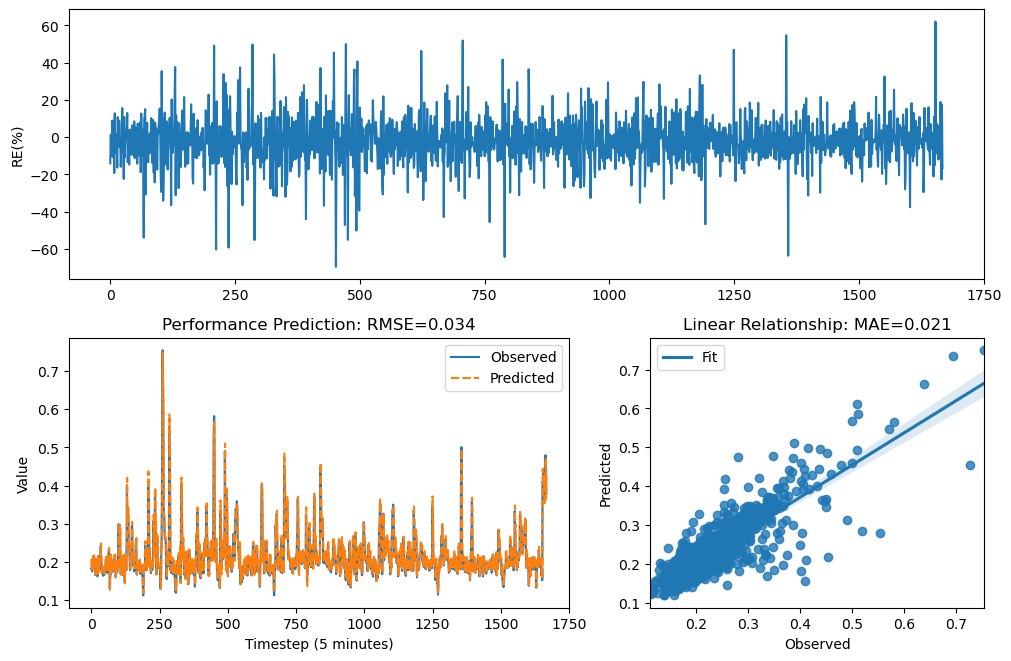 60
40
20
0
−20
−40
−60
RE(%)
0 250 500 750 1000 1250 1500 1750
Performance Prediction: RMSE=0.034
Observed
Predicted
0.7
0.6
0.5
0.4
0.3
0.2
0.1
Value
0 250 500 750 1000 1250 1500 1750
Timestep (5 minutes)
Linear Relationship: MAE=0.021
Fit
0.7
0.6
0.5
0.4
0.3
0.2
0.1
Predicted
0.2 0.3 0.4 0.5 0.6 0.7
Observed